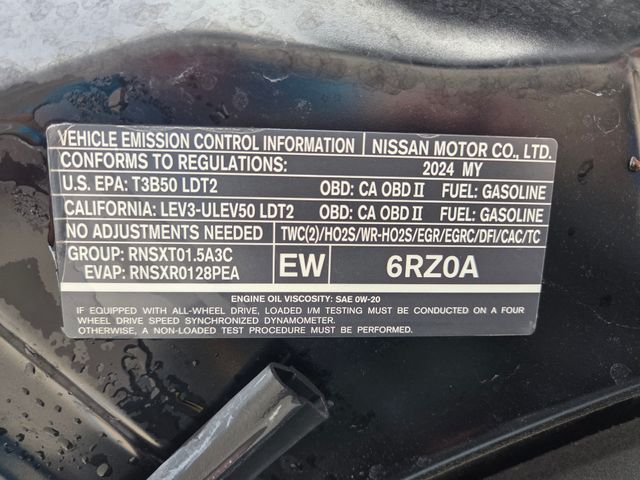 VEHICLE EMISSION CONTROL INFORMATION NISSAN MOTOR CO., LTD.
CONFORMS TO REGULATIONS: 2024 MY
U.S. EPA: T3B50 LDT2 OBD: CA OBD II FUEL: GASOLINE
CALIFORNIA: LEV3-ULEV50 LDT2 OBD: CA OBD II FUEL: GASOLINE
NO ADJUSTMENTS NEEDED TWC(2)/HO2S/WR-HO2S/EGR/EGRC/DFI/CAC/TC
GROUP: RNSXT01.5A3C
EVAP: RNSXR0128PEA
EW 6RZ0A
ENGINE OIL VISCOSITY: SAE 0W-20
IF EQUIPPED WITH ALL-WHEEL DRIVE, LOADED I/M TESTING MUST BE CONDUCTED ON A FOUR
WHEEL DRIVE SPEED SYNCHRONIZED DYNAMOMETER.
OTHERWISE, A NON-LOADED TEST PROCEDURE MUST BE PERFORMED.